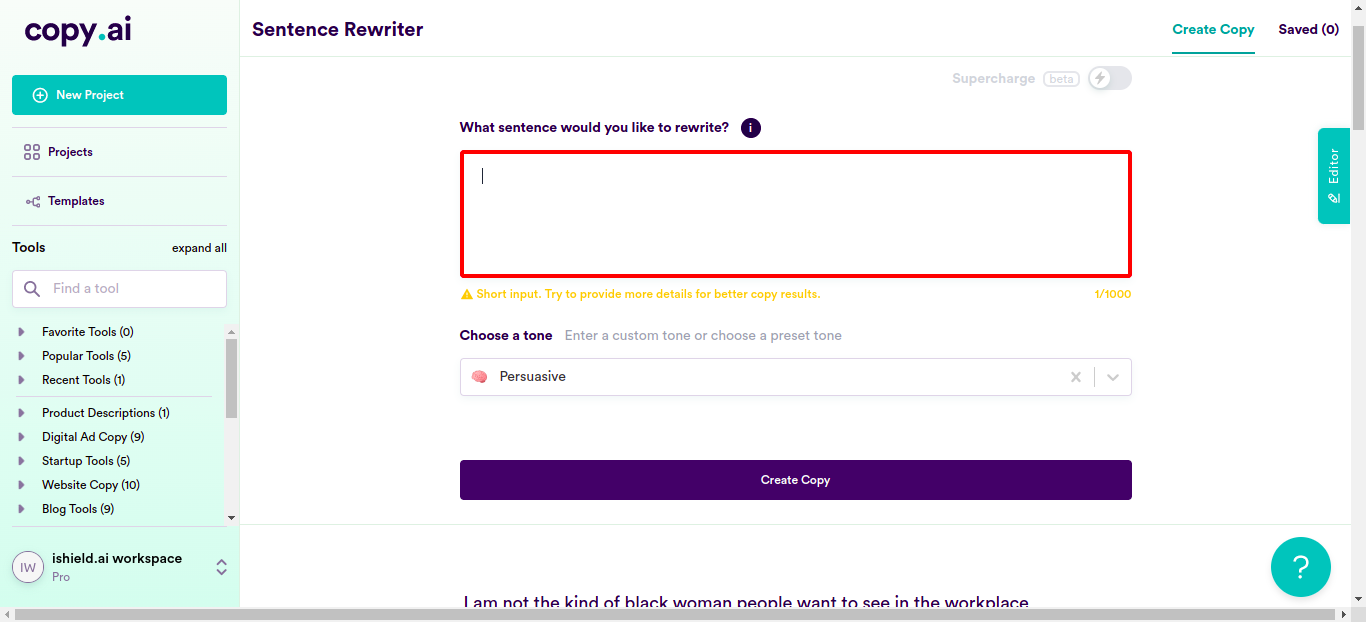 copy.ai
Sentence Rewriter
Create Copy
Saved (0)
New Project
Projects
Templates
Tools
expand all
Find a tool
Favorite Tools (0)
Popular Tools (5)
Recent Tools (1)
Product Descriptions (1)
Digital Ad Copy (9)
Startup Tools (5)
Website Copy (10)
Blog Tools (9)
IW
ishield.ai workspace
Pro
Supercharge beta
What sentence would you like to rewrite? i
Short input. Try to provide more details for better copy results.
1/1000
Choose a tone Enter a custom tone or choose a preset tone
Persuasive
Create Copy
I am not the kind of black woman people want to see in the workplace
Editor
?